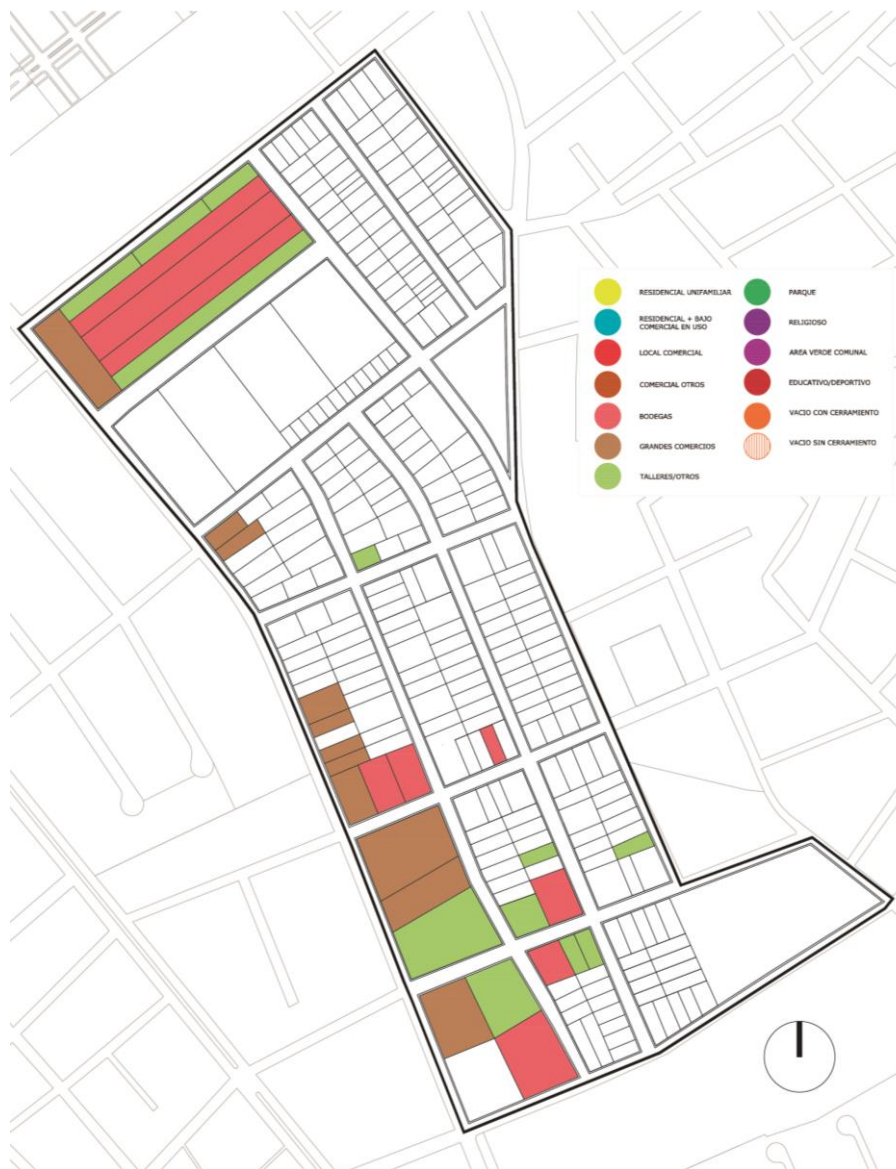 RESIDENCIAL UNIFAMILIAR
RESIDENCIAL + BAJO
COMERCIAL EN USO
LOCAL COMERCIAL
COMERCIAL OTROS
BODEGAS
GRANDES COMERCIOS
TALLERES/OTROS
PARQUE
RELIGIOSO
AREA VERDE COMUNAL
EDUCATIVO/DEPORTIVO
VACIO CON CERRAMIENTO
VACIO SIN CERRAMIENTO